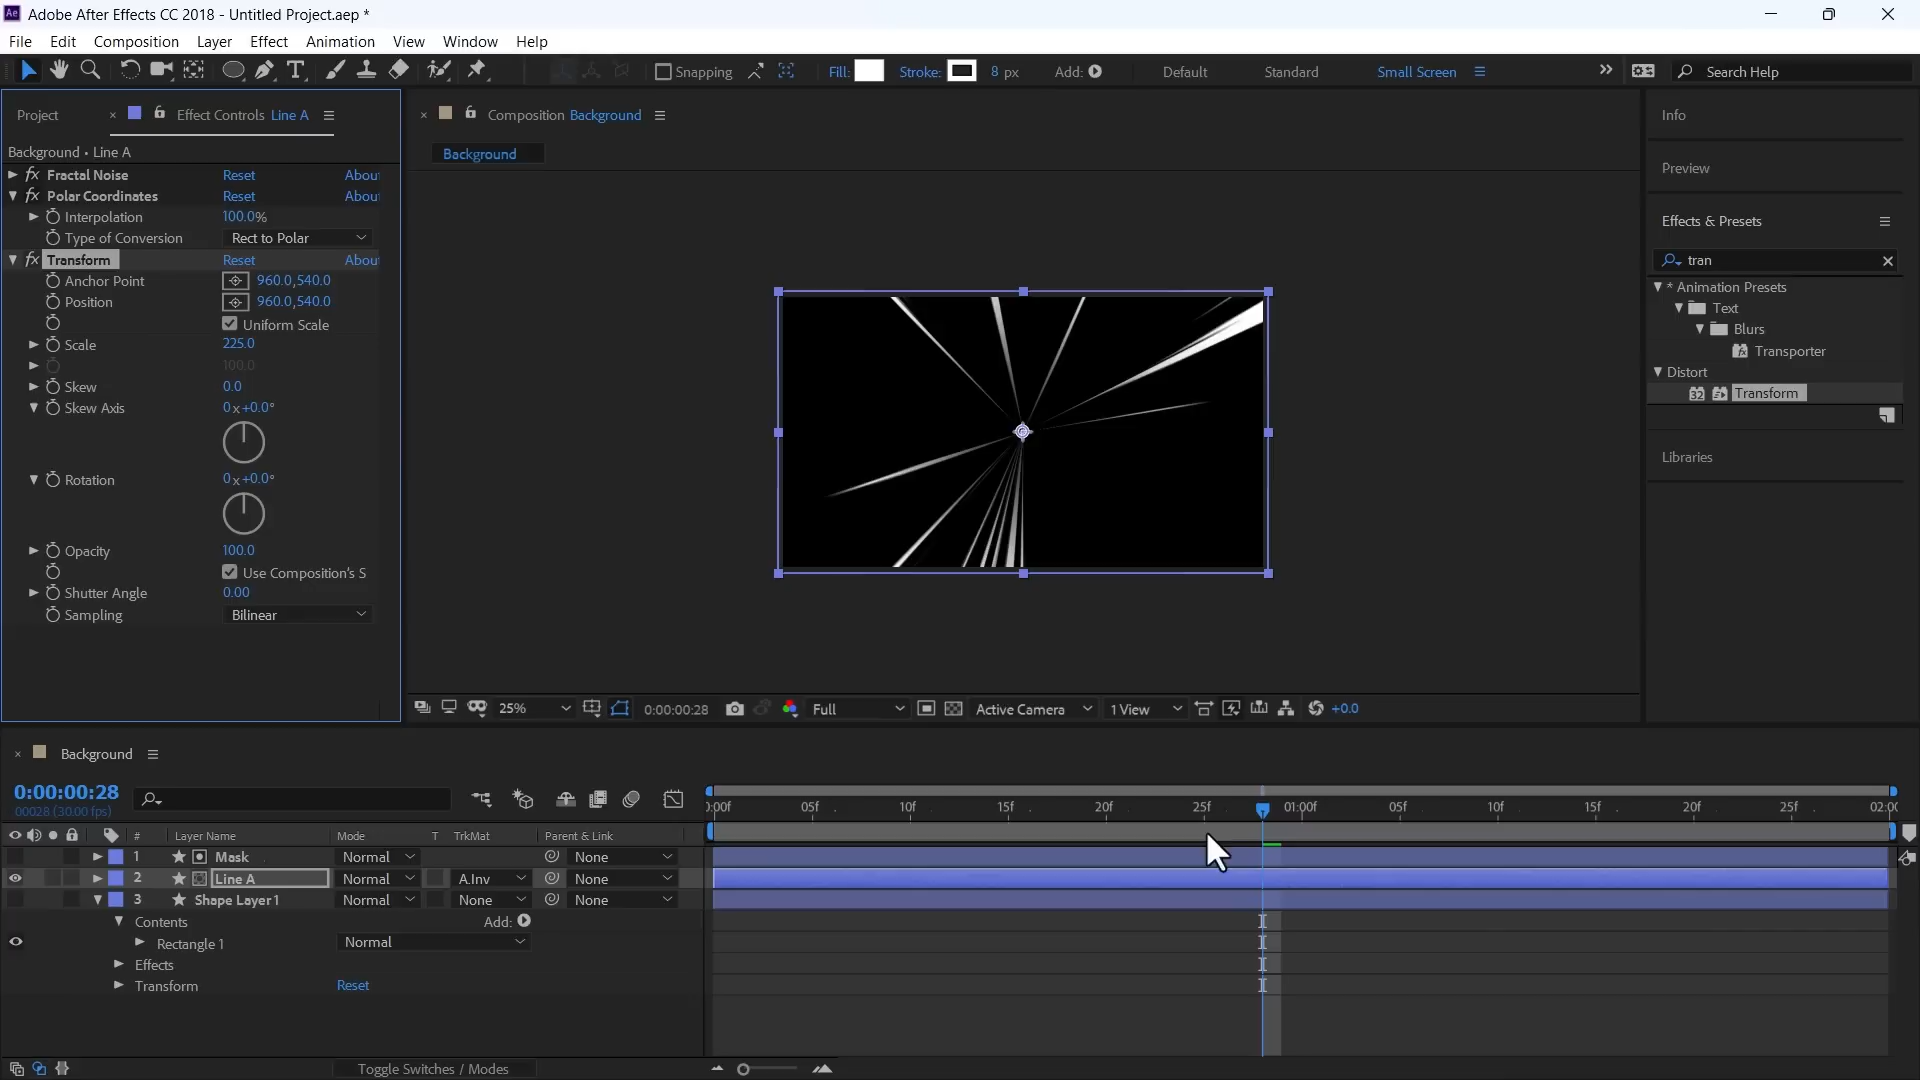 Ae Adobe After Effects CC 2018 - Untitled Project.aep *
File Edit Composition Layer Effect Animation View Window Help
Snapping Fill: Stroke: 8 px Add: Default Standard Small Screen Search Help
Project Effect Controls Line A
Composition Background
Info
Background • Line A
Background
Fractal Noise Reset Abou
Preview
Polar Coordinates Reset Abou
Interpolation 100.0%
Effects & Presets
Type of Conversion Rect to Polar
Transform Reset Abou
tran
Anchor Point 960.0,540.0
* Animation Presets
Position 960.0,540.0
Text
Uniform Scale
Blurs
Scale 225.0
Transporter
100.0
Distort
Skew 0.0
32 Transform
Skew Axis 0x+0.0°
Libraries
Rotation 0x+0.0°
Opacity 100.0
Use Composition's S
Shutter Angle 0.00
Sampling Bilinear
25% 0:00:00:28 Full Active Camera 1 View +0.0
Background
0:00:00:28
00028 (30.00 fps)
):00f 05f 10f 15f 20f 25f 01:00f 05f 10f 15f 20f 25f 02:00
# Layer Name Mode T TrkMat Parent & Link
1 Mask Normal None
2 Line A Normal A.Inv None
3 Shape Layer 1 Normal None None
Contents Add:
Rectangle 1 Normal
Effects
Transform Reset
Toggle Switches / Modes